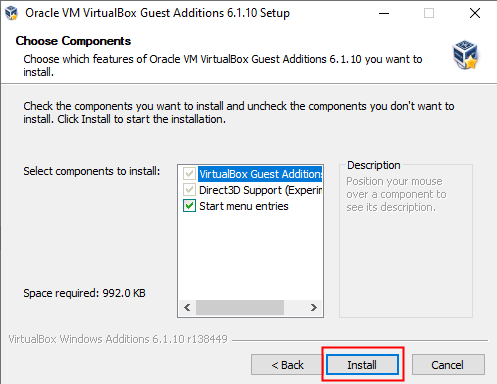 Oracle VM VirtualBox Guest Additions 6.1.10 Setup
Choose Components
Choose which features of Oracle VM VirtualBox Guest Additions 6.1.10 you want to
install.
Check the components you want to install and uncheck the components you don't want to
install. Click Install to start the installation.
Select components to install:
VirtualBox Guest Additions
Direct3D Support (Experim
Start menu entries
Description
Position your mouse
over a component to
see its description.
Space required: 992.0 KB
VirtualBox Windows Additions 6.1.10 r138449
< Back
Install
Cancel